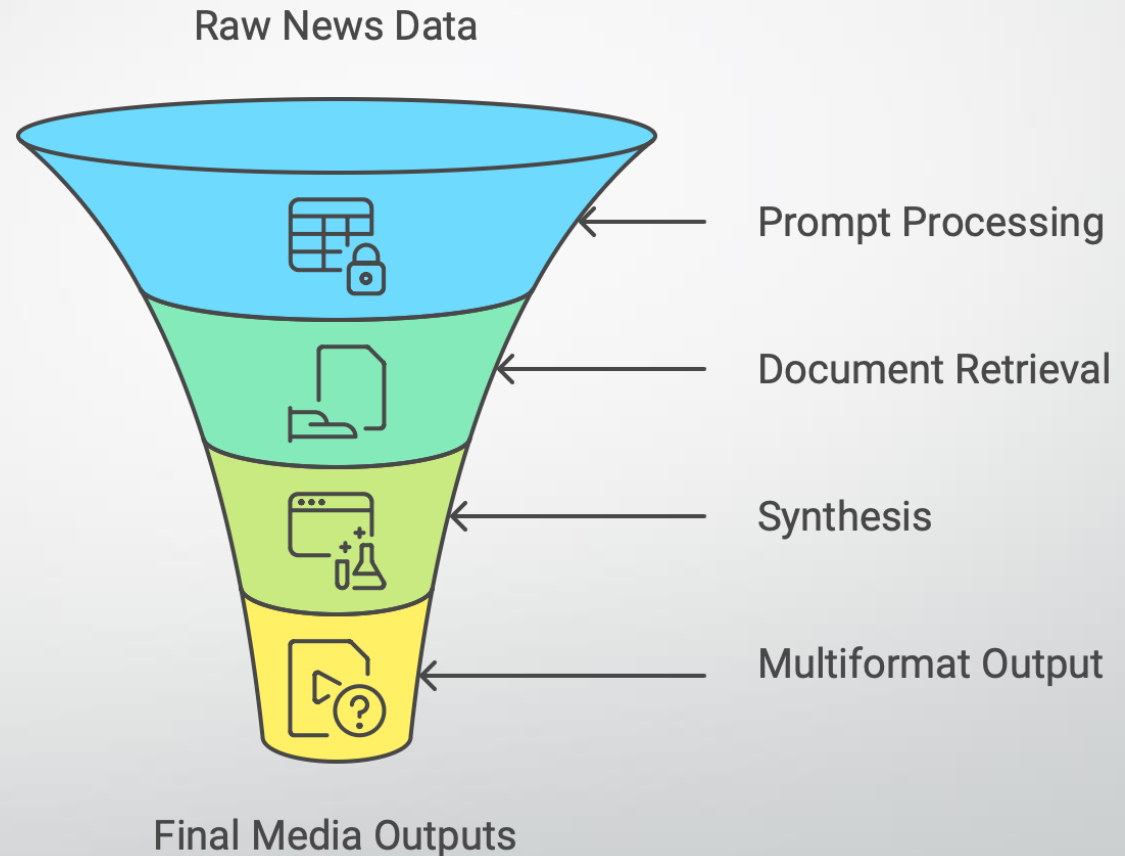 Raw News Data
Prompt Processing
Document Retrieval
Synthesis
Multiformat Output
Final Media Outputs